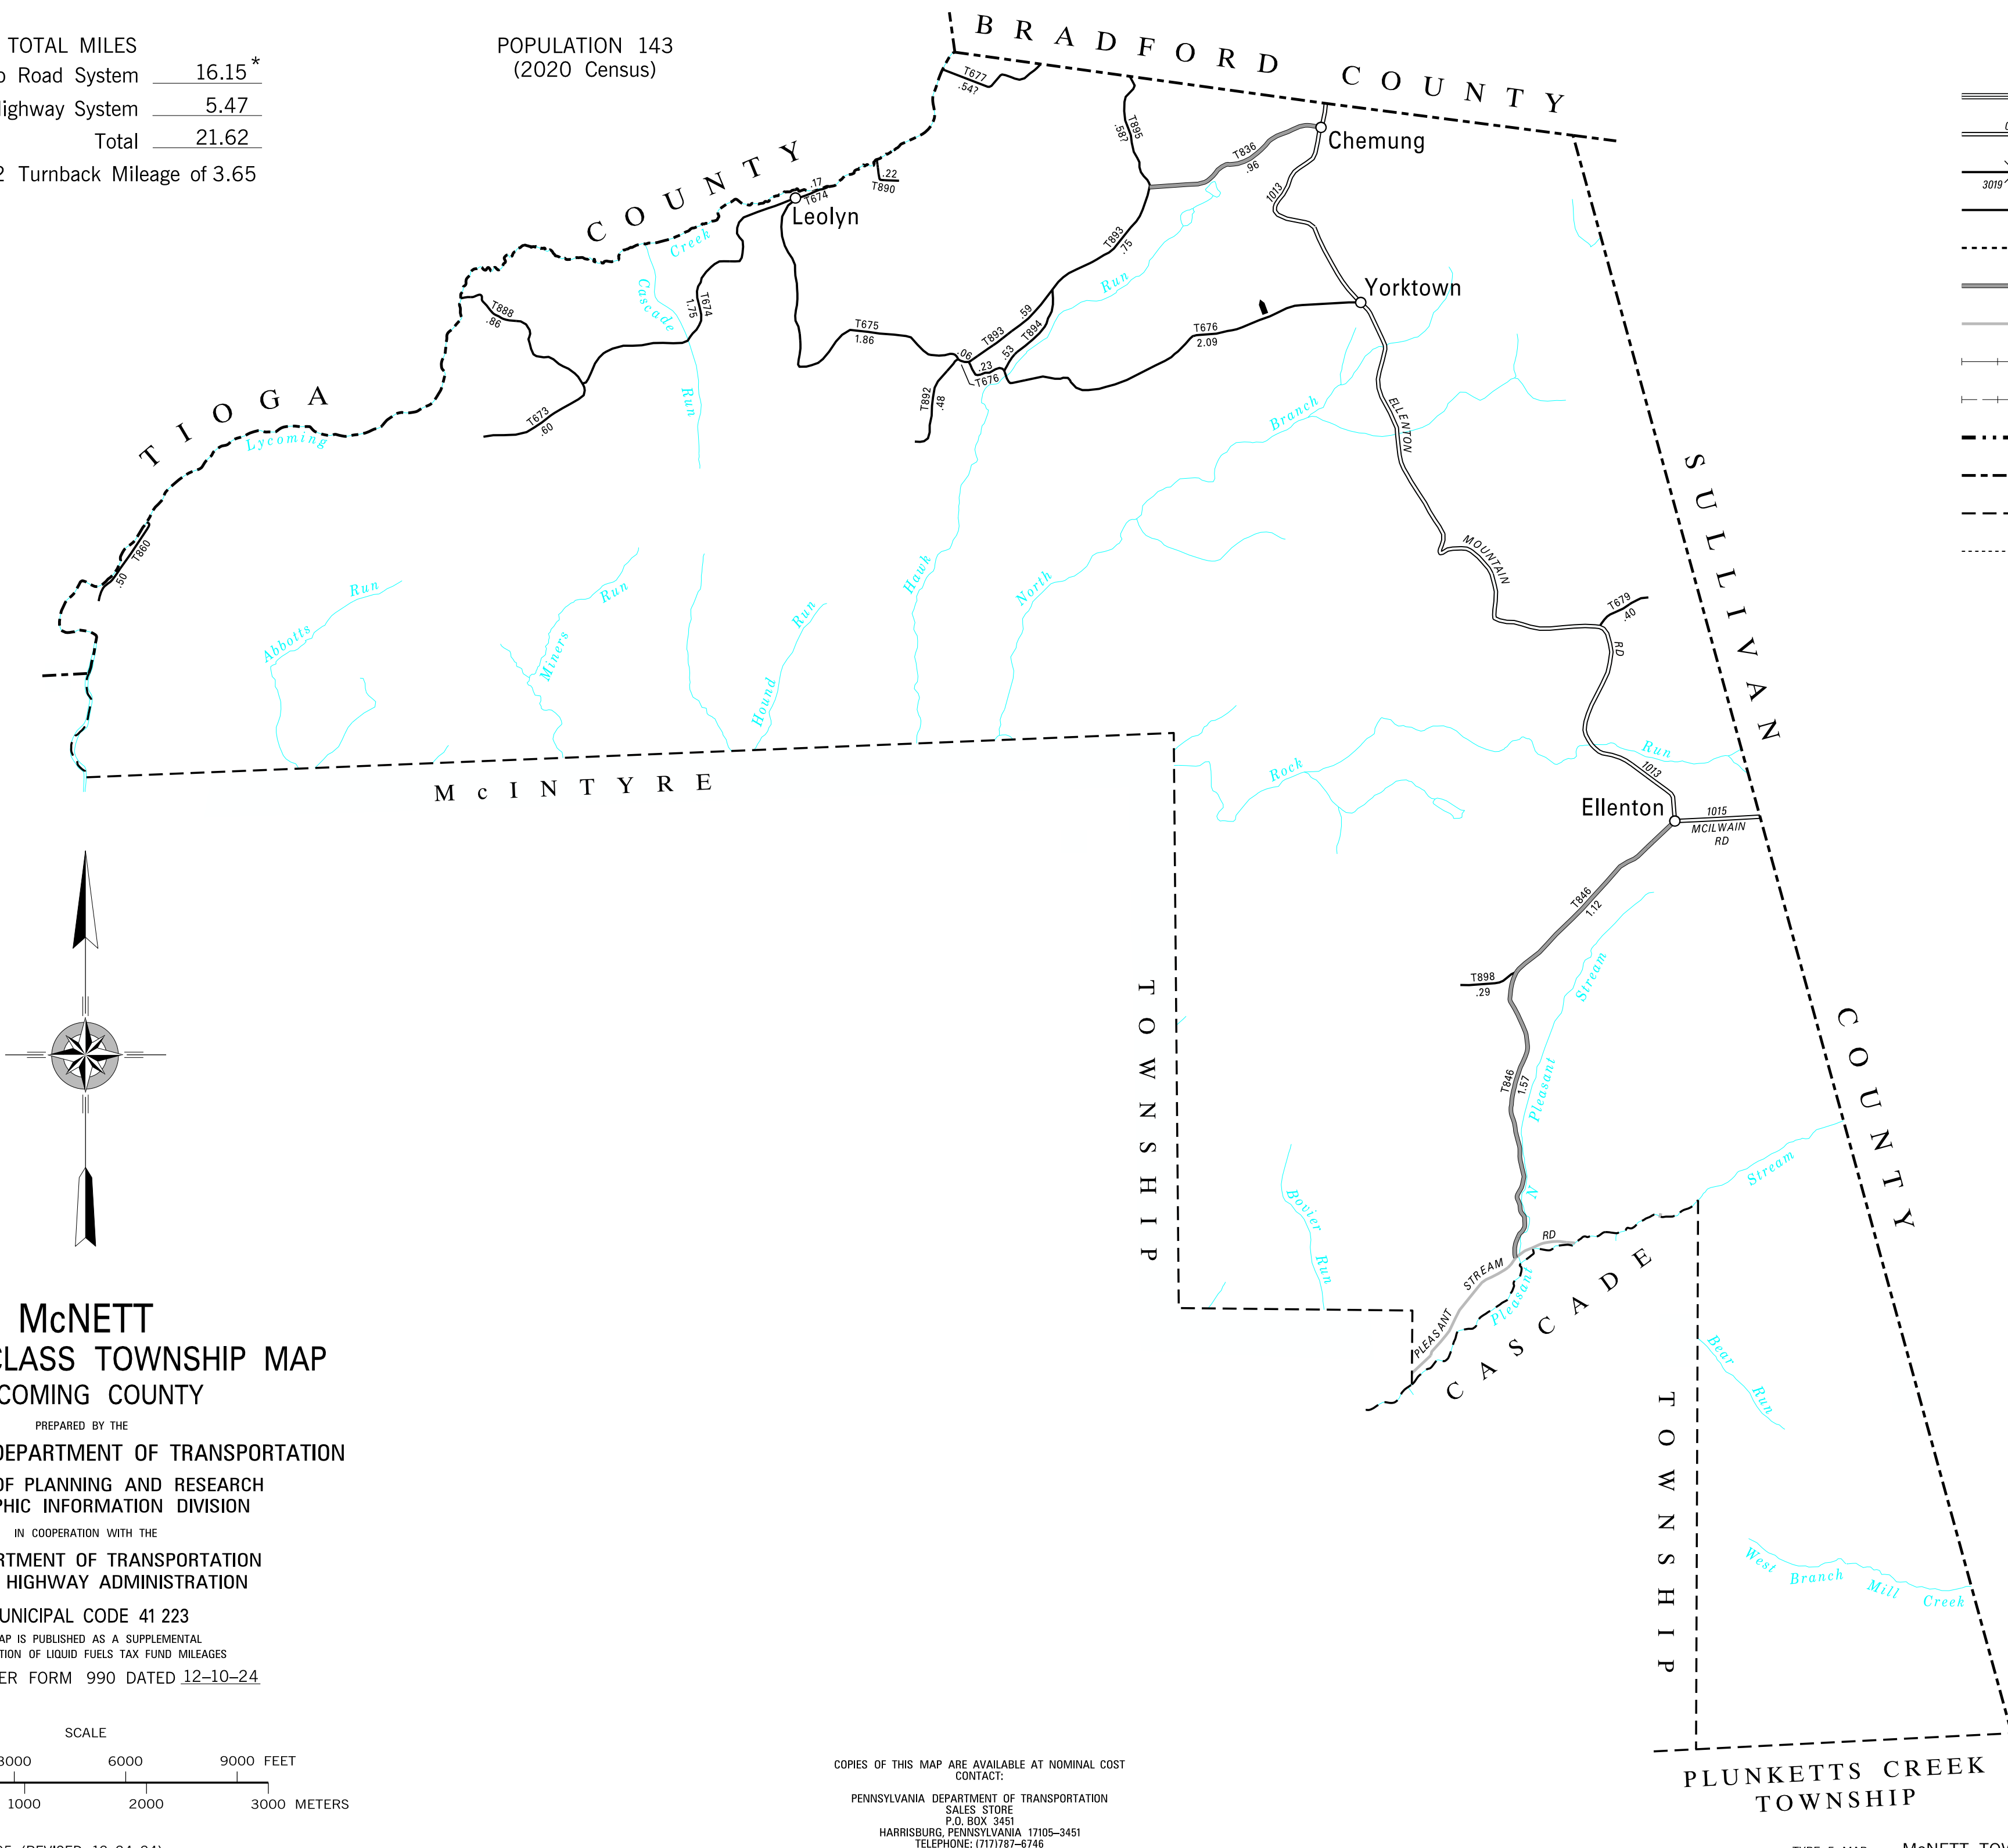 TOTAL MILES
Road System 16.15*
Highway System 5.47
Total 21.62
2 Turnback Mileage of 3.65
POPULATION 143
(2020 Census)
BRADFORD COUNTY
TIOGA COUNTY
SULLIVAN COUNTY
McINTYRE TOWNSHIP
CASCADE TOWNSHIP
PLUNKETTS CREEK
TOWNSHIP
Chemung
Leolyn
Yorktown
Ellenton
T677
.54?
T895
.58?
T836
.96
1013
.17
T674
.22
T890
T893
.75
T888
.86
T674
1.75
T675
1.86
.06
T893
.59
T894
.53
.23
T676
T676
2.09
T892
.48
T673
.60
T860
.50
T679
.40
ELLENTON
MOUNTAIN
RD
1013
1015
MCILWAIN
RD
T846
1.12
T898
.29
T846
1.57
PLEASANT STREAM RD
3019
Lycoming Creek
Cascade Run
Abbotts Run
Miners Run
Hound Run
Hawk Run
North Branch
Rock Run
N Pleasant Stream
Pleasant Stream
Bovier Run
Bear Run
West Branch Mill Creek
McNETT
CLASS TOWNSHIP MAP
COMING COUNTY
PREPARED BY THE
DEPARTMENT OF TRANSPORTATION
OF PLANNING AND RESEARCH
PHIC INFORMATION DIVISION
IN COOPERATION WITH THE
RTMENT OF TRANSPORTATION
HIGHWAY ADMINISTRATION
UNICIPAL CODE 41 223
AP IS PUBLISHED AS A SUPPLEMENTAL
TION OF LIQUID FUELS TAX FUND MILEAGES
ER FORM 990 DATED 12–10–24
SCALE
3000 6000 9000 FEET
1000 2000 3000 METERS
COPIES OF THIS MAP ARE AVAILABLE AT NOMINAL COST
CONTACT:
PENNSYLVANIA DEPARTMENT OF TRANSPORTATION
SALES STORE
P.O. BOX 3451
HARRISBURG, PENNSYLVANIA 17105–3451
TELEPHONE: (717)787–6746